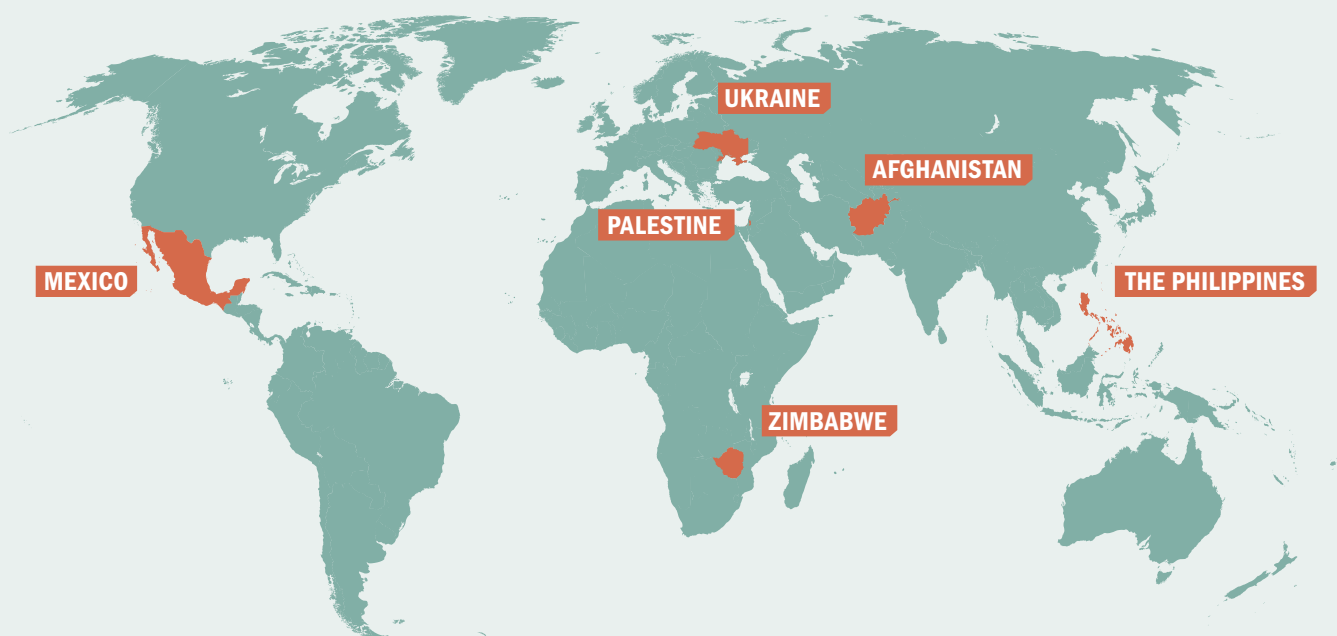 UKRAINE
AFGHANISTAN
PALESTINE
MEXICO
THE PHILIPPINES
ZIMBABWE